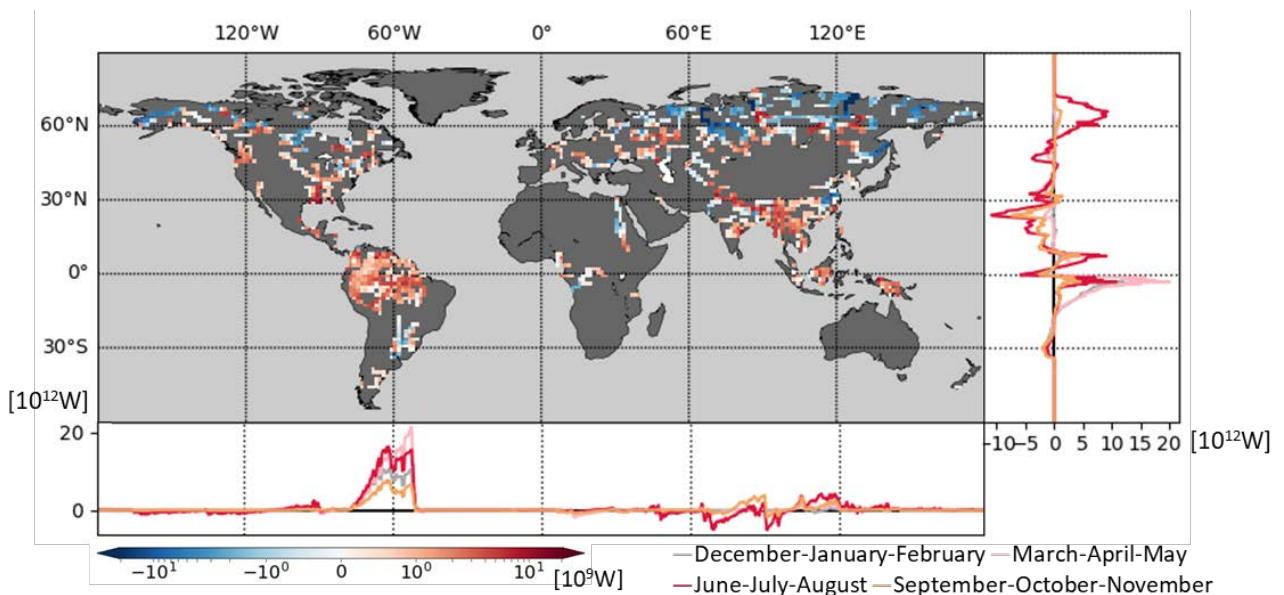 120°W 60°W 0° 60°E 120°E
60°N
30°N
0°
30°S
[10¹²W]
20
0
−10−5 0 5 10 15 20 [10¹²W]
−10¹ −10⁰ 0 10⁰ 10¹ [10⁹W]
December-January-February March-April-May
June-July-August September-October-November